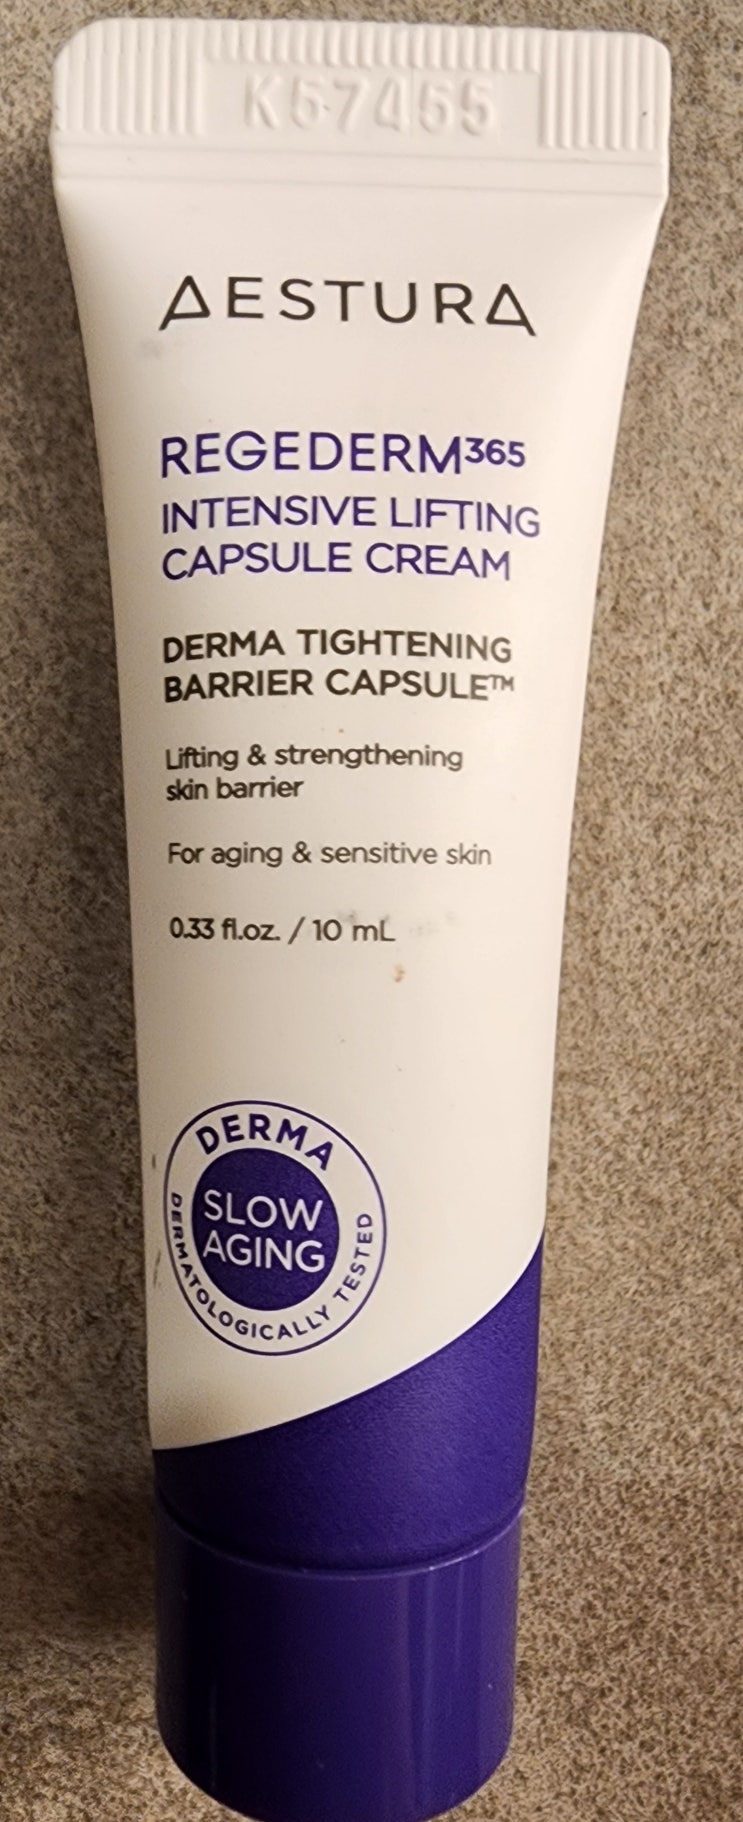 K57455
AESTURA
REGEDERM³⁶⁵
INTENSIVE LIFTING
CAPSULE CREAM
DERMA TIGHTENING
BARRIER CAPSULE™
Lifting & strengthening
skin barrier
For aging & sensitive skin
0.33 fl.oz. / 10 mL
DERMA
SLOW
AGING
DERMATOLOGICALLY TESTED